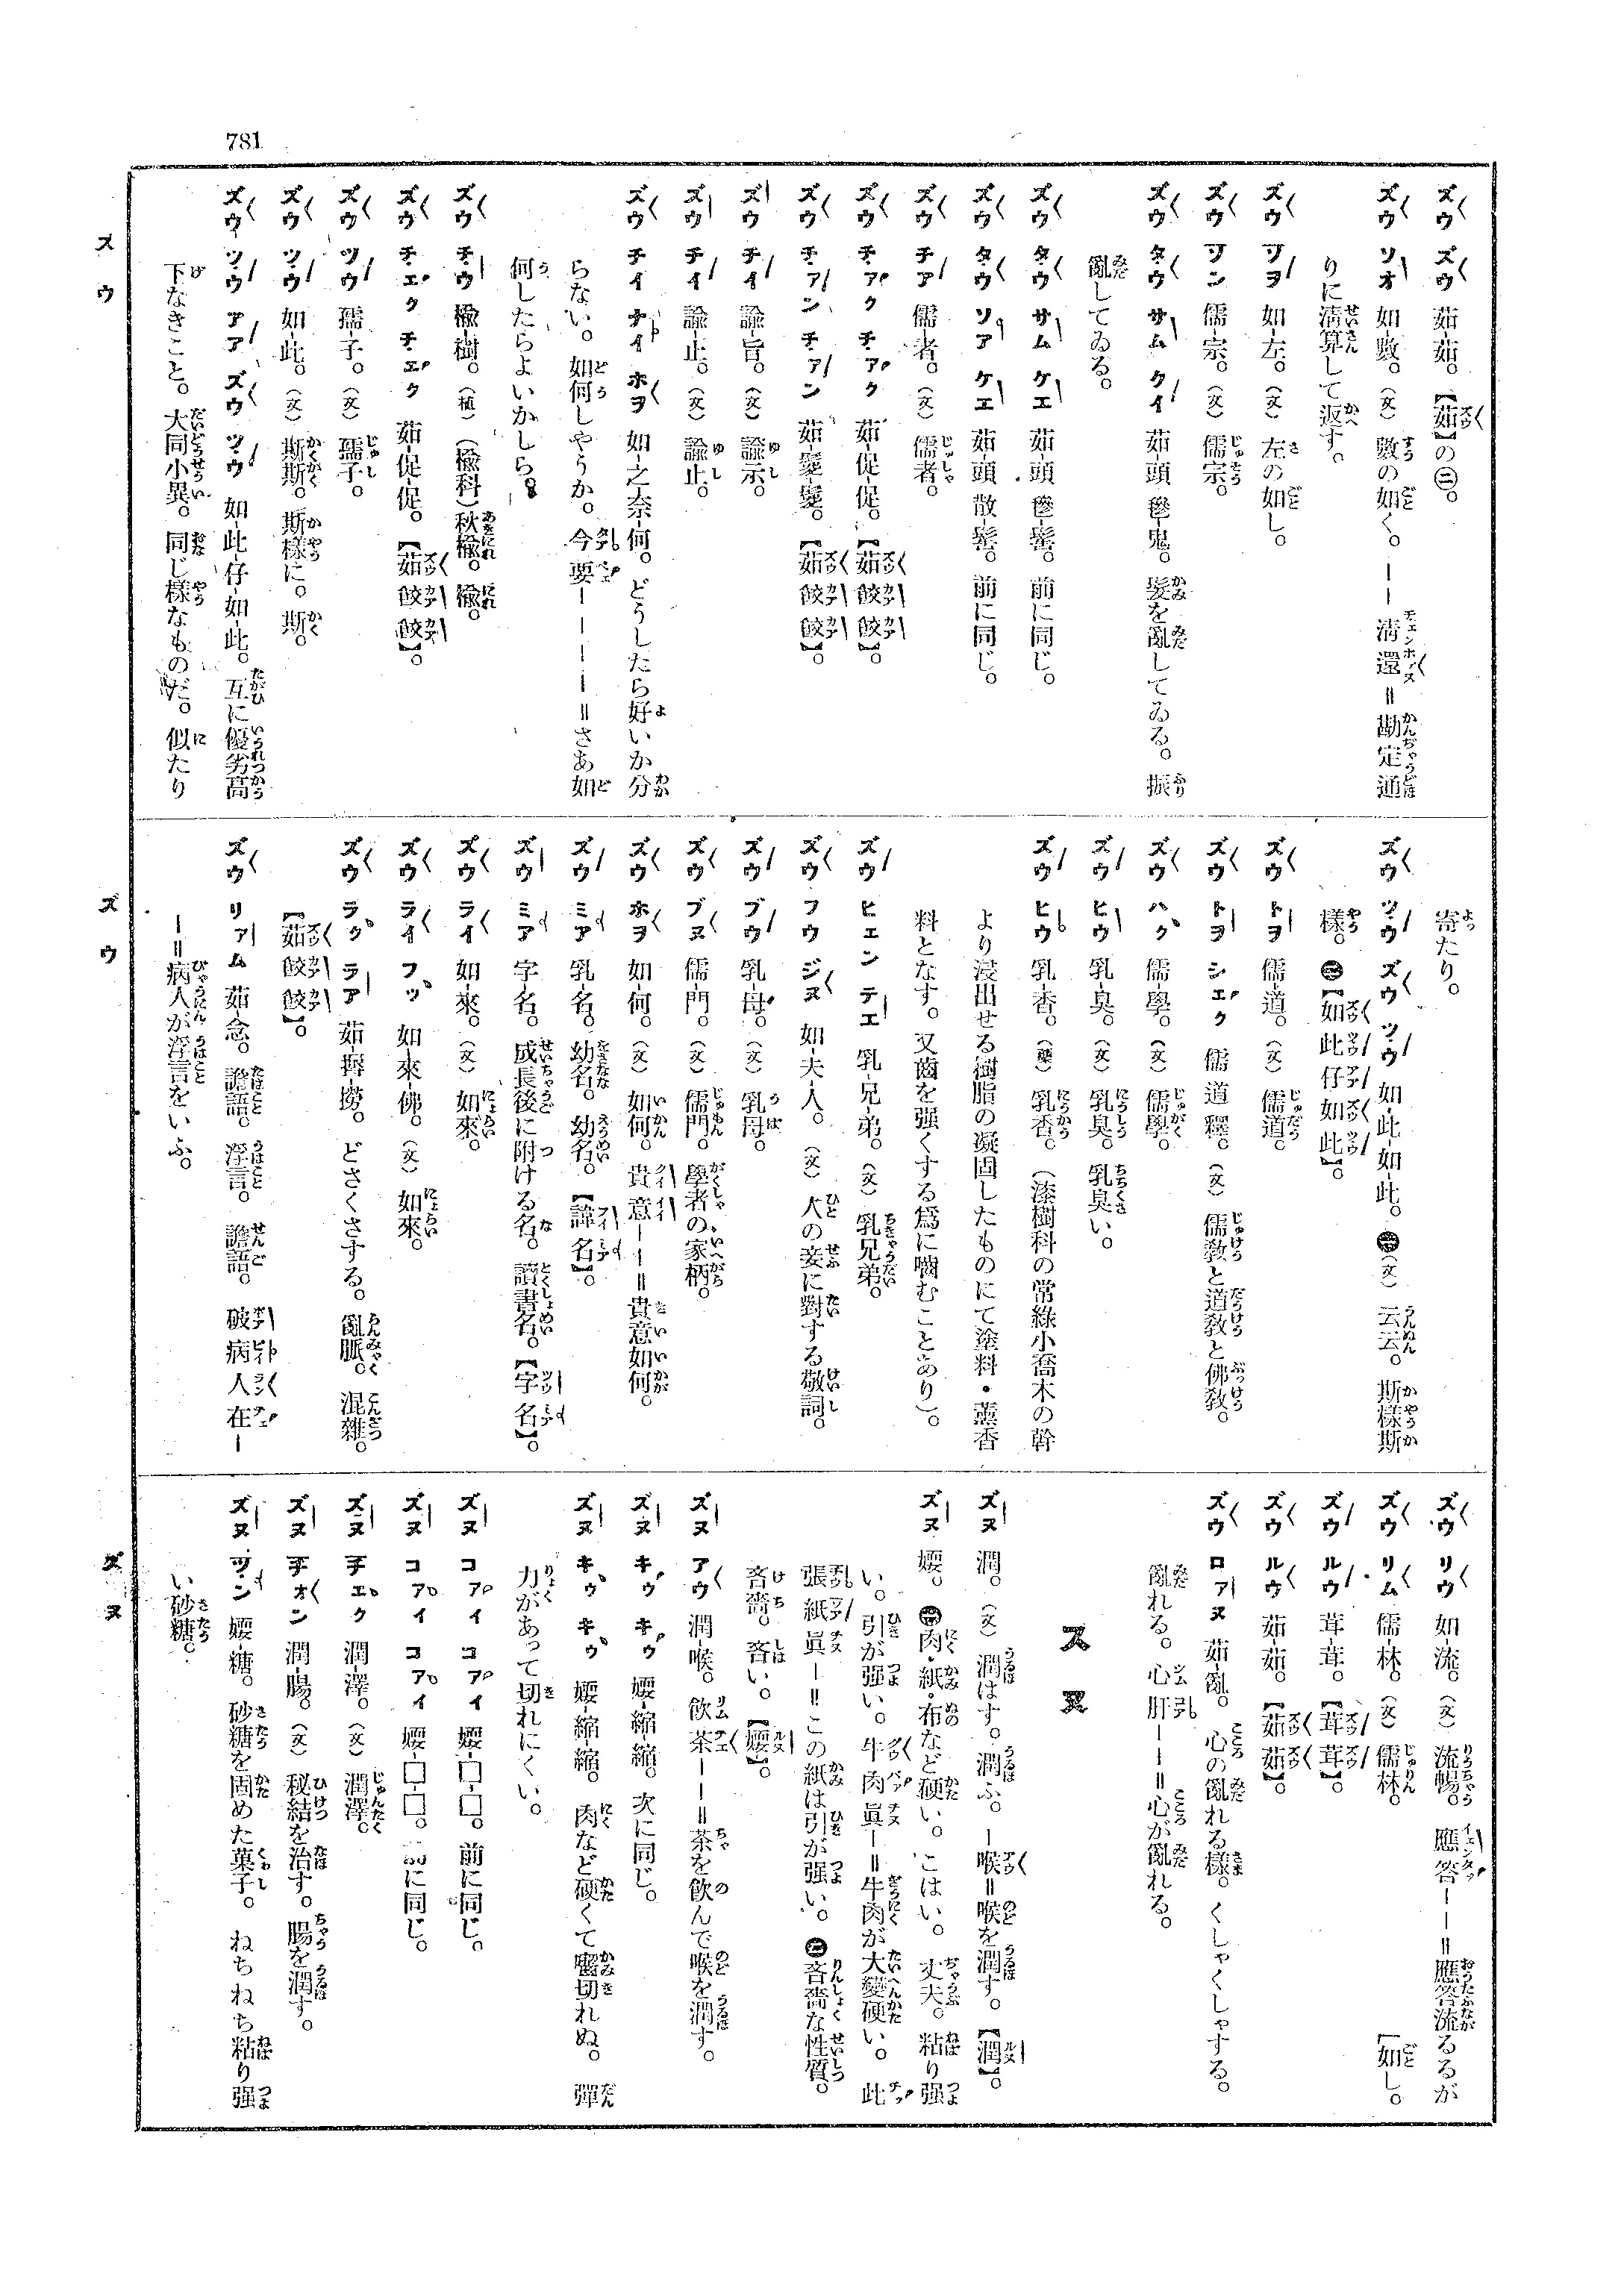 781
ズウ ズウ 茹-茹。【茹】の㊁。
ズウ ソオ 如-數。（文）數の如く。——淸還＝勘定通
りに淸算して返す。
ズウ ツヲ 如-左。（文）左の如し。
ズウ ツン 儒-宗。（文）儒宗。
ズウ タウ サム クイ 茹-頭 鬖-鬼。髮を亂してゐる。振
亂してゐる。
ズウ タウ サム ケエ 茹-頭 鬖-髻。前に同じ。
ズウ タウ ソア ケエ 茹-頭 散-髻。前に同じ。
ズウ チア 儒-者。（文）儒者。
ズウ チアク チアク 茹-促-促。【茹餃餃】。
ズウ チアン チアン 茹-鬘-鬘。【茹餃餃】。
ズウ チイ 諭-旨。（文）諭示。
ズウ チイ 諭-止。（文）諭止。
ズウ チイ ナイ ホヲ 如-之-奈-何。どうしたら好いか分
らない。如何しやうか。今要————＝さあ如
何したらよいかしら。
ズウ チウ 楡-樹。（植）（楡科）秋楡。楡。
ズウ チエク チエク 茹-促-促。【茹餃餃】。
ズウ ツウ 孺-子。（文）孺子。
ズウ ツウ 如-此。（文）斯斯。斯樣に。斯。
ズウ ツウ アア ズウ ツウ 如-此-仔-如-此。互に優劣高
下なきこと。大同小異。同じ樣なものだ。似たり
寄たり。
ズウ ツウ ズウ ツウ 如-此-如-此。㊀（文）云云。斯樣斯
樣。㊁【如此仔如此】。
ズウ トヲ 儒-道。（文）儒道。
ズウ トヲ シエク 儒 道 釋。（文）儒敎と道敎と佛敎。
ズウ ハク 儒-學。（文）儒學。
ズウ ヒウ 乳-臭。（文）乳臭。乳臭い。
ズウ ヒウ 乳-香。（藥）乳香。（漆樹科の常綠小喬木の幹
より浸出せる樹脂の凝固したものにて塗料・薰香
料となす。又齒を强くする爲に嚙むことあり）。
ズウ ヒエン テエ 乳-兄-弟。（文）乳兄弟。
ズウ フウ ジヌ 如-夫-人。（文）人の妾に對する敬詞。
ズウ ブウ 乳-母。（文）乳母。
ズウ ブヌ 儒-門。（文）儒門。學者の家柄。
ズウ ホヲ 如-何。（文）如何。貴意——＝貴意如何。
ズウ ミア 乳-名。幼名。幼名。【諱名】。
ズウ ミア 字-名。成長後に附ける名。讀書名。【字名】。
ズウ ライ 如-來。（文）如來。
ズウ ライ フツ 如-來-佛。（文）如來。
ズウ ラク ラア 茹-搙-撈。どさくさする。亂脈。混雜。
【茹餃餃】。
ズウ リアム 茹-念。譫語。浮言。譫語。破病人在—
—＝病人が浮言をいふ。
ズウ リウ 如-流。（文）流暢。應答——＝應答流るるが
［如し。
ズウ リム 儒-林。（文）儒林。
ズウ ルウ 茸-茸。【茸茸】。
ズウ ルウ 茹-茹。【茹茹】。
ズウ ロアヌ 茹-亂。心の亂れる樣。くしゃくしゃする。
亂れる。心肝——＝心が亂れる。
ズヌ
ズヌ 潤。（文）潤はす。潤ふ。—喉＝喉を潤す。【潤】。
ズヌ 㜛。㊀肉・紙・布など硬い。こはい。丈夫。粘り强
い。引が强い。牛肉眞—＝牛肉が大變硬い。此
張紙眞—＝この紙は引が强い。㊁吝嗇な性質。
吝嗇。吝い。
ズヌ アウ 潤-喉。飮茶——＝茶を飮んで喉を潤す。
ズヌ キウ キウ 次に同じ。
ズヌ キウ キウ 肉など硬くて嚙切れぬ。彈
力があって切れにくい。
ズヌ コアイ コアイ □-□。前に同じ。
ズヌ コアイ コアイ □-□。前に同じ。
ズヌ チエク 潤-澤。（文）潤澤。
ズヌ チオン 潤-腸。（文）秘結を治す。腸を潤す。
ズヌ ツン 砂糖を固めた菓子。ねちねち粘り强
い砂糖。
ズウ
ズウ
ズヌ